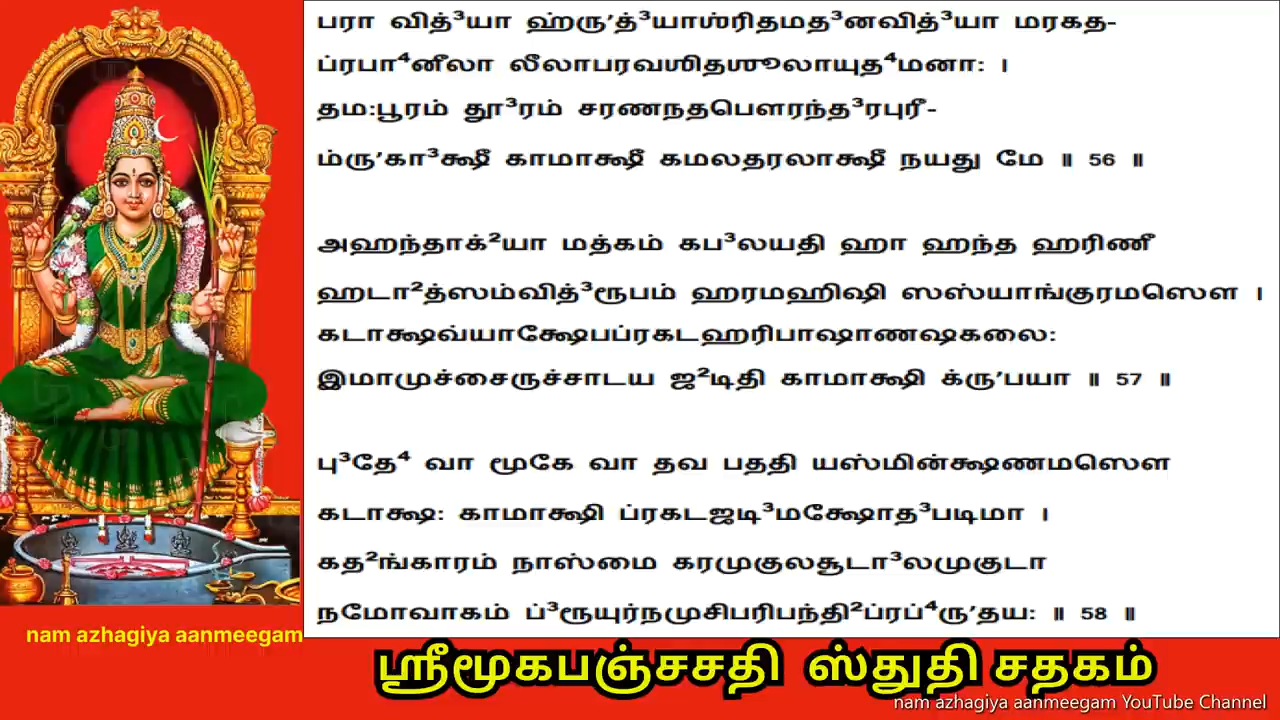 பரா வித்³யா ஹ்ரு’த்³யாஶ்ரிதமத³னவித்³யா மரகத-
ப்ரபா⁴னீலா லீலாபரவஶிதஶூலாயுத⁴மனா: ।
தம:பூரம் தூ³ரம் சரணநதபௌரந்த³ரபுரீ-
ம்ரு’கா³க்ஷீ காமாக்ஷீ கமலதரலாக்ஷீ நயது மே ॥ 56 ॥
அஹந்தாக்²யா மத்கம் கப³லயதி ஹா ஹந்த ஹரிணீ
ஹடா²த்ஸம்வித்³ரூபம் ஹரமஹிஷி ஸஸ்யாங்குரமஸௌ ।
கடாக்ஷவ்யாக்ஷேபப்ரகடஹரிபாஷாணஷகலை:
இமாமுச்சைருச்சாடய ஜ²டிதி காமாக்ஷி க்ரு’பயா ॥ 57 ॥
பு³தே⁴ வா மூகே வா தவ பததி யஸ்மின்க்ஷணமஸௌ
கடாக்ஷ: காமாக்ஷி ப்ரகடஜடி³மக்ஷோத³படிமா ।
கத²ங்காரம் நாஸ்மை கரமுகுலசூடா³லமுகுடா
நமோவாகம் ப்³ரூயுர்நமுசிபரிபந்தி²ப்ரப்⁴ரு’தய: ॥ 58 ॥
nam azhagiya aanmeegam
ஸ்ரீமூகபஞ்சசதி ஸ்துதி சதகம்
nam azhagiya aanmeegam YouTube Channel